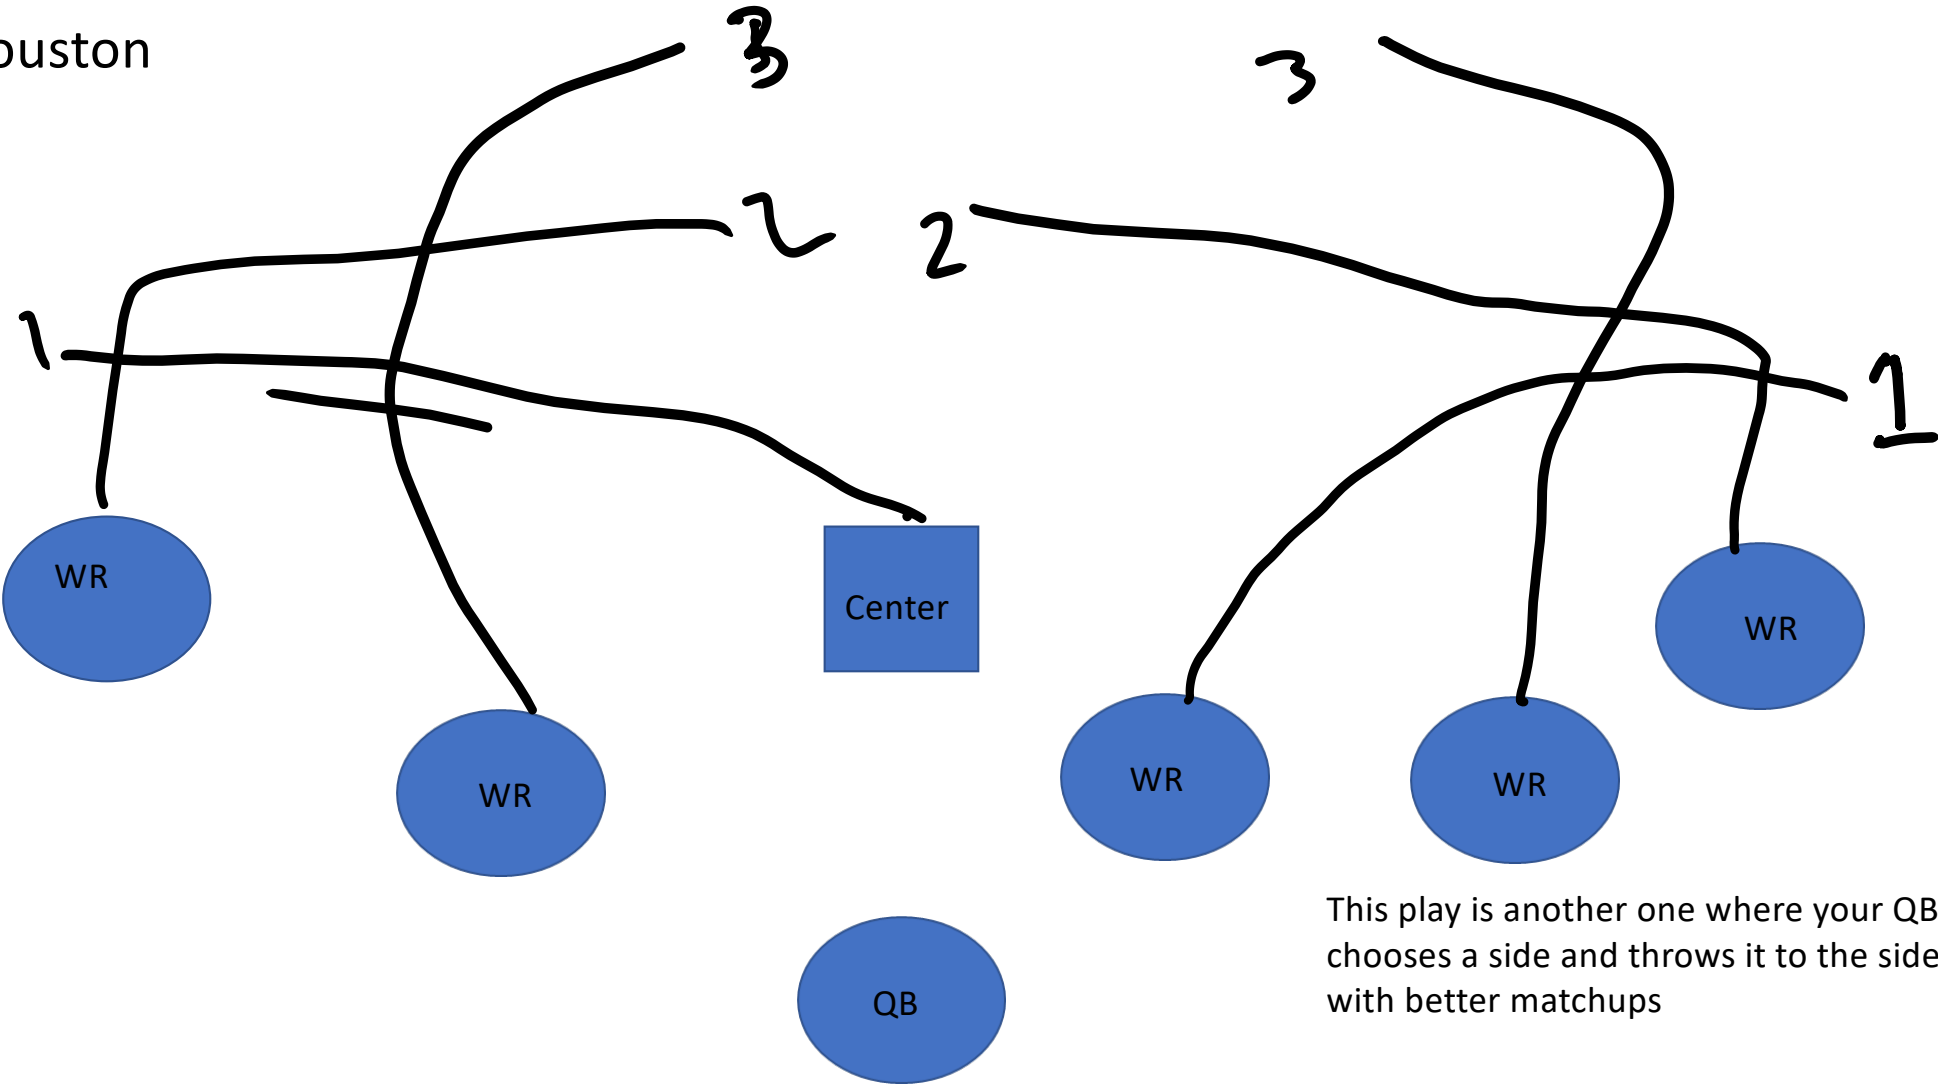 ouston
3
3
2
2
1
1
WR
Center
WR
WR
WR
WR
QB
This play is another one where your QB
chooses a side and throws it to the side
with better matchups